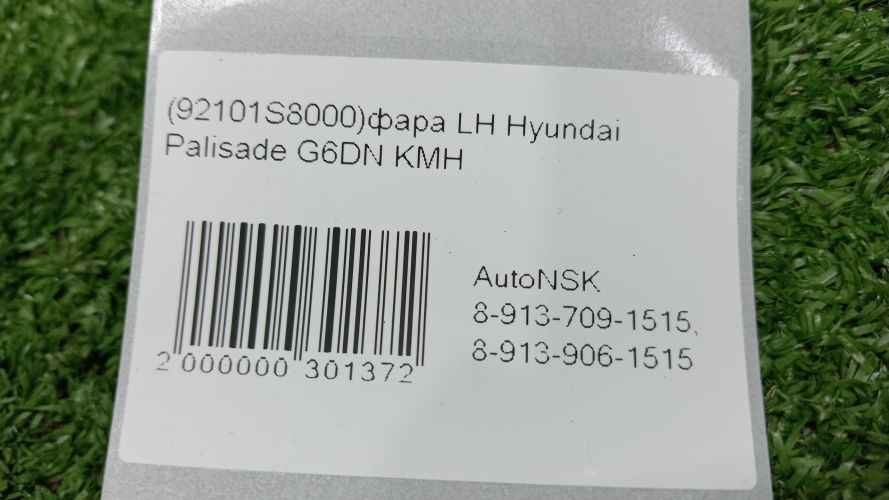 (92101S8000)фара LH Hyundai
Palisade G6DN KMH
AutoNSK
8-913-709-1515,
8-913-906-1515
2 000000 301372